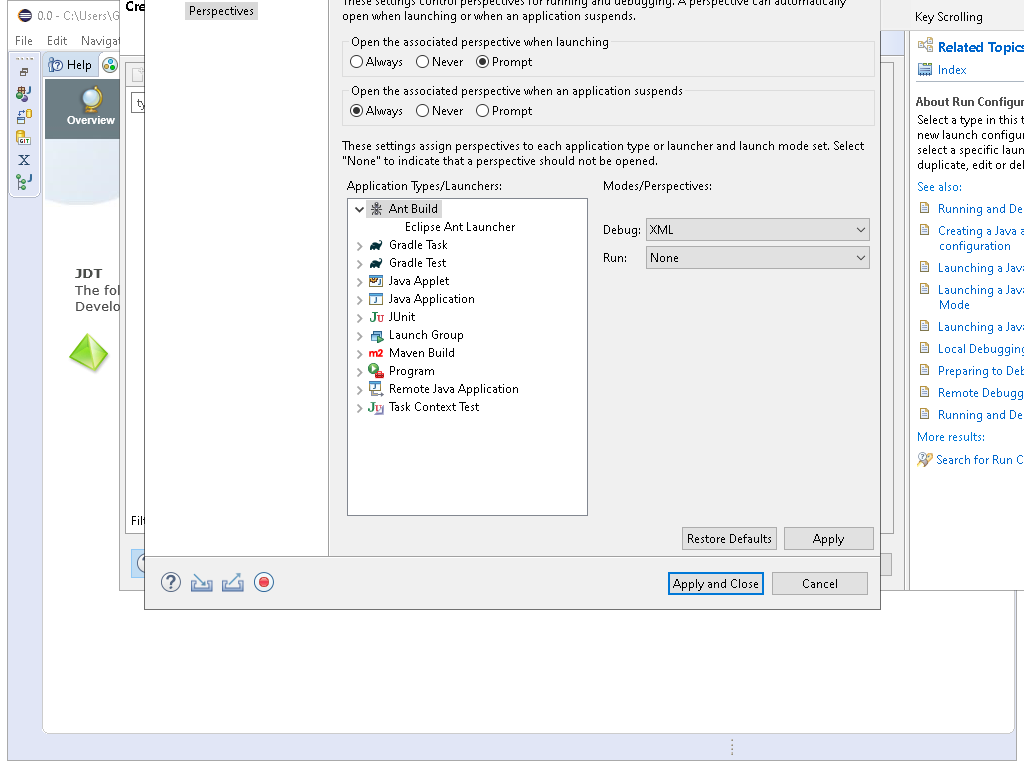 0.0 - C:\Users\G
File Edit Navigat
Help
Overview
JDT
The fol
Develo
Cre
ty
Filt
Perspectives
These settings control perspectives for running and debugging. A perspective can automatically
open when launching or when an application suspends.
Open the associated perspective when launching
Always Never Prompt
Open the associated perspective when an application suspends
Always Never Prompt
These settings assign perspectives to each application type or launcher and launch mode set. Select
"None" to indicate that a perspective should not be opened.
Application Types/Launchers:
Ant Build
Eclipse Ant Launcher
Gradle Task
Gradle Test
Java Applet
Java Application
JUnit
Launch Group
Maven Build
Program
Remote Java Application
Task Context Test
Modes/Perspectives:
Debug: XML
Run: None
Restore Defaults Apply
Apply and Close Cancel
Key Scrolling
Related Topics
Index
About Run Configur
Select a type in this t
new launch configu
select a specific laun
duplicate, edit or del
See also:
Running and De
Creating a Java a
configuration
Launching a Java
Launching a Java
Mode
Launching a Java
Local Debugging
Preparing to Deb
Remote Debugg
Running and De
More results:
Search for Run C